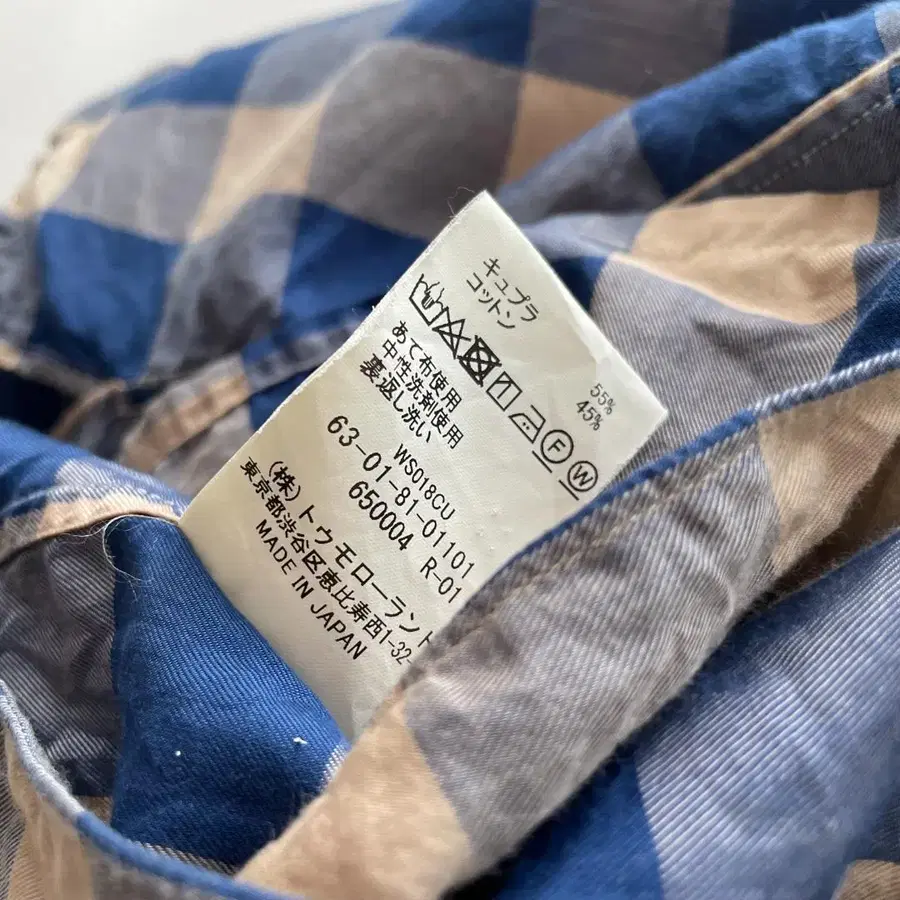 キュプラ 55%
コットン 45%
F W
あて布使用
中性洗剤使用
裏返し洗い
WS018CU
63-01-81-01101
650004 R-01
(株)トゥモローランド
東京都渋谷区恵比寿西1-32-
MADE IN JAPAN